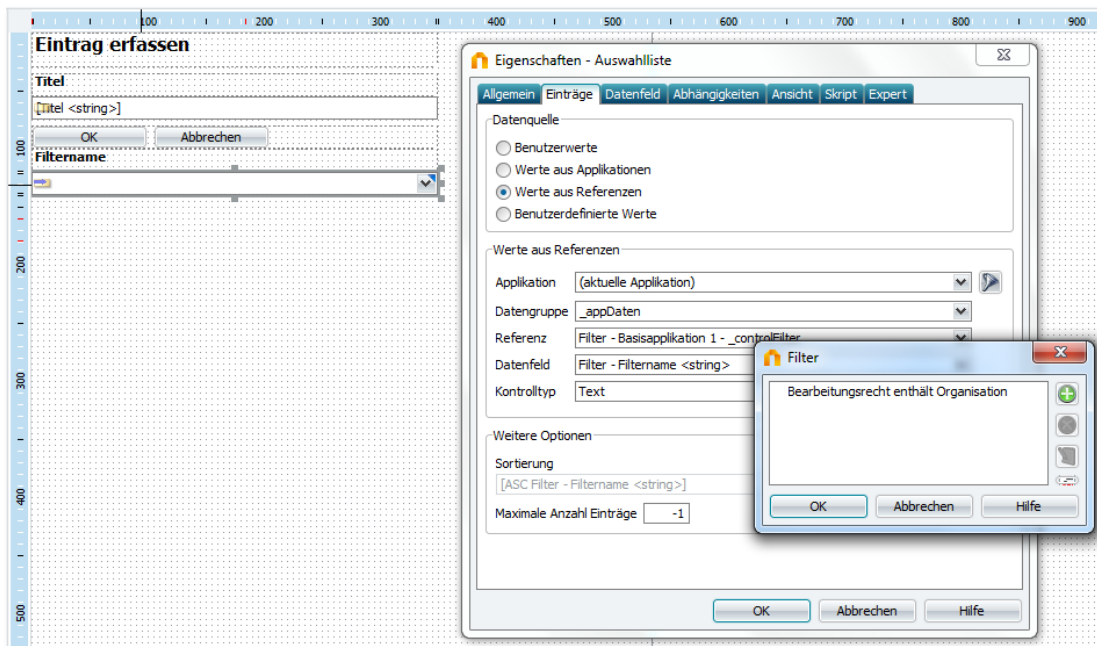 100 200 300 400 500 600 700 800 900
Eintrag erfassen
Titel
[Titel <string>]
OK Abbrechen
Filtername
100
200
300
400
500
Eigenschaften - Auswahlliste
Allgemein Einträge Datenfeld Abhängigkeiten Ansicht Skript Expert
Datenquelle
Benutzerwerte
Werte aus Applikationen
Werte aus Referenzen
Benutzerdefinierte Werte
Werte aus Referenzen
Applikation (aktuelle Applikation)
Datengruppe _appDaten
Referenz Filter - Basisapplikation 1 - _controlFilter
Datenfeld Filter - Filtername <string>
Kontrolltyp Text
Weitere Optionen
Sortierung
[ASC Filter - Filtername <string>]
Maximale Anzahl Einträge -1
OK Abbrechen Hilfe
Filter
Bearbeitungsrecht enthält Organisation
OK Abbrechen Hilfe